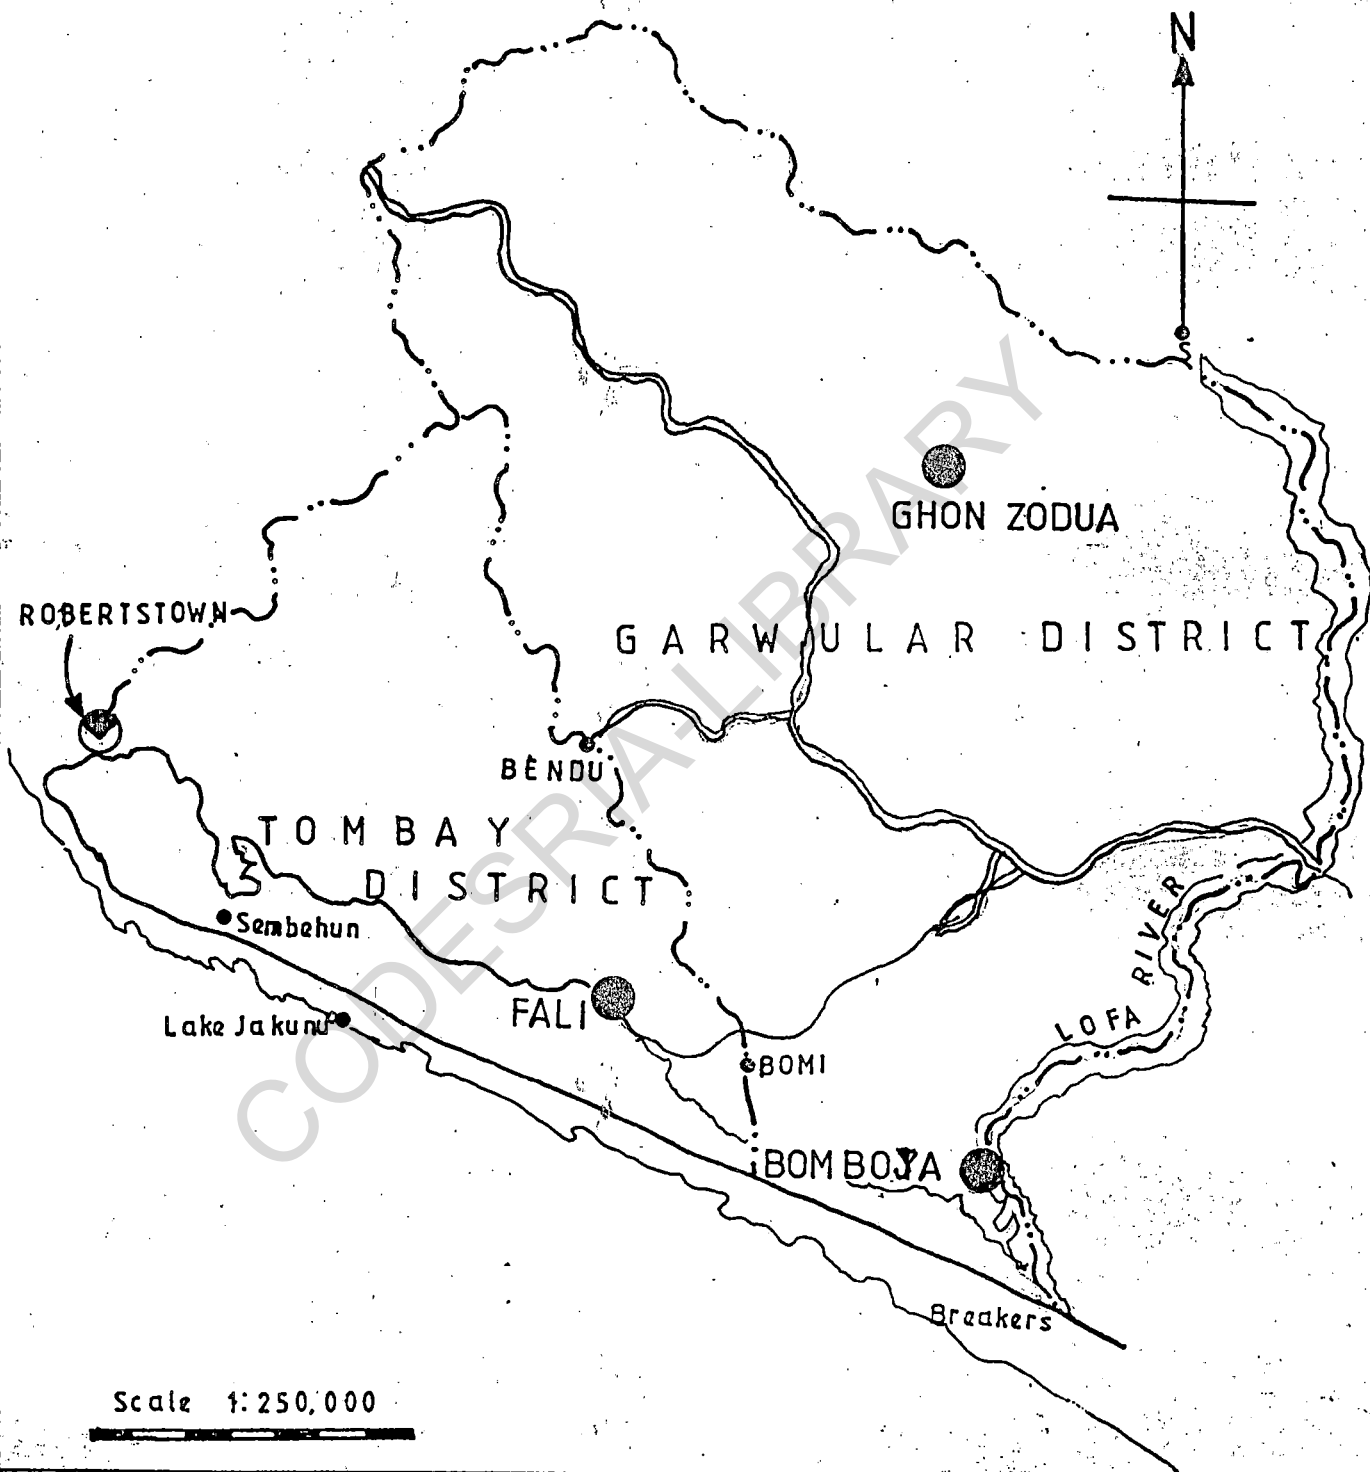 N
GHON ZODUA
ROBERTSTOWN
GARWULAR DISTRICT
BENDU
TOMBAY
DISTRICT
Sembehun
LOFA RIVER
FALI
Lake Jakunu
BOMI
BOMBOJA
Breakers
Scale 1:250,000
CODESRIA-LIBRARY